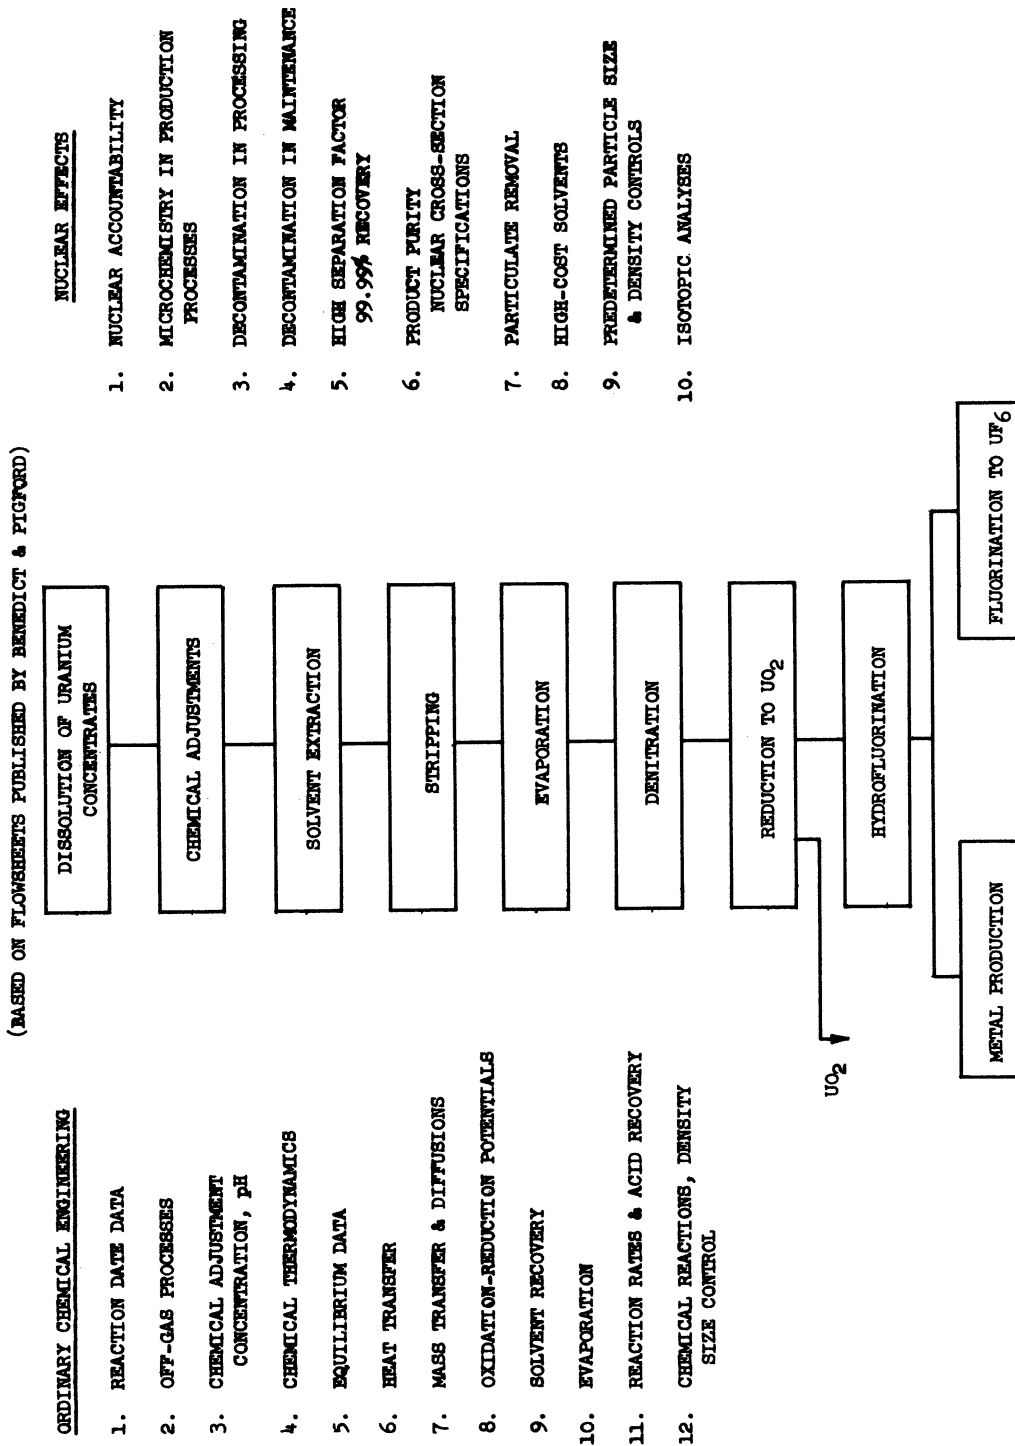 (BASED ON FLOWSHEETS PUBLISHED BY BENEDICT & PIGFORD)
ORDINARY CHEMICAL ENGINEERING
1. REACTION DATE DATA
2. OFF-GAS PROCESSES
3. CHEMICAL ADJUSTMENT
CONCENTRATION, pH
4. CHEMICAL THERMODYNAMICS
5. EQUILIBRIUM DATA
6. HEAT TRANSFER
7. MASS TRANSFER & DIFFUSIONS
8. OXIDATION-REDUCTION POTENTIALS
9. SOLVENT RECOVERY
10. EVAPORATION
11. REACTION RATES & ACID RECOVERY
12. CHEMICAL REACTIONS, DENSITY
SIZE CONTROL
DISSOLUTION OF URANIUM
CONCENTRATES
CHEMICAL ADJUSTMENTS
SOLVENT EXTRACTION
STRIPPING
EVAPORATION
DENITRATION
REDUCTION TO UO2
UO2
HYDROFLUORINATION
METAL PRODUCTION
FLUORINATION TO UF6
NUCLEAR EFFECTS
1. NUCLEAR ACCOUNTABILITY
2. MICROCHEMISTRY IN PRODUCTION
PROCESSES
3. DECONTAMINATION IN PROCESSING
4. DECONTAMINATION IN MAINTENANCE
5. HIGH SEPARATION FACTOR
99.99% RECOVERY
6. PRODUCT PURITY
NUCLEAR CROSS-SECTION
SPECIFICATIONS
7. PARTICULATE REMOVAL
8. HIGH-COST SOLVENTS
9. PREDETERMINED PARTICLE SIZE
& DENSITY CONTROLS
10. ISOTOPIC ANALYSES